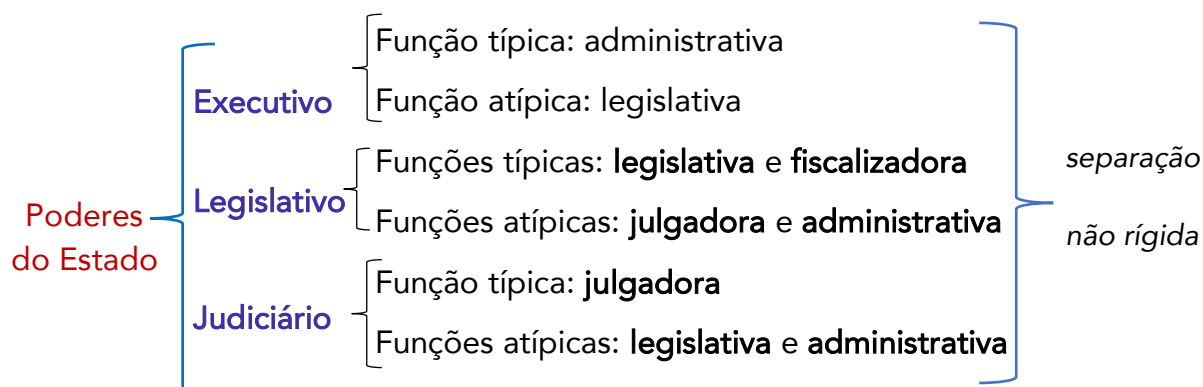 Poderes
do Estado
Executivo
Função típica: administrativa
Função atípica: legislativa
Legislativo
Funções típicas: legislativa e fiscalizadora
Funções atípicas: julgadora e administrativa
Judiciário
Função típica: julgadora
Funções atípicas: legislativa e administrativa
separação
não rígida